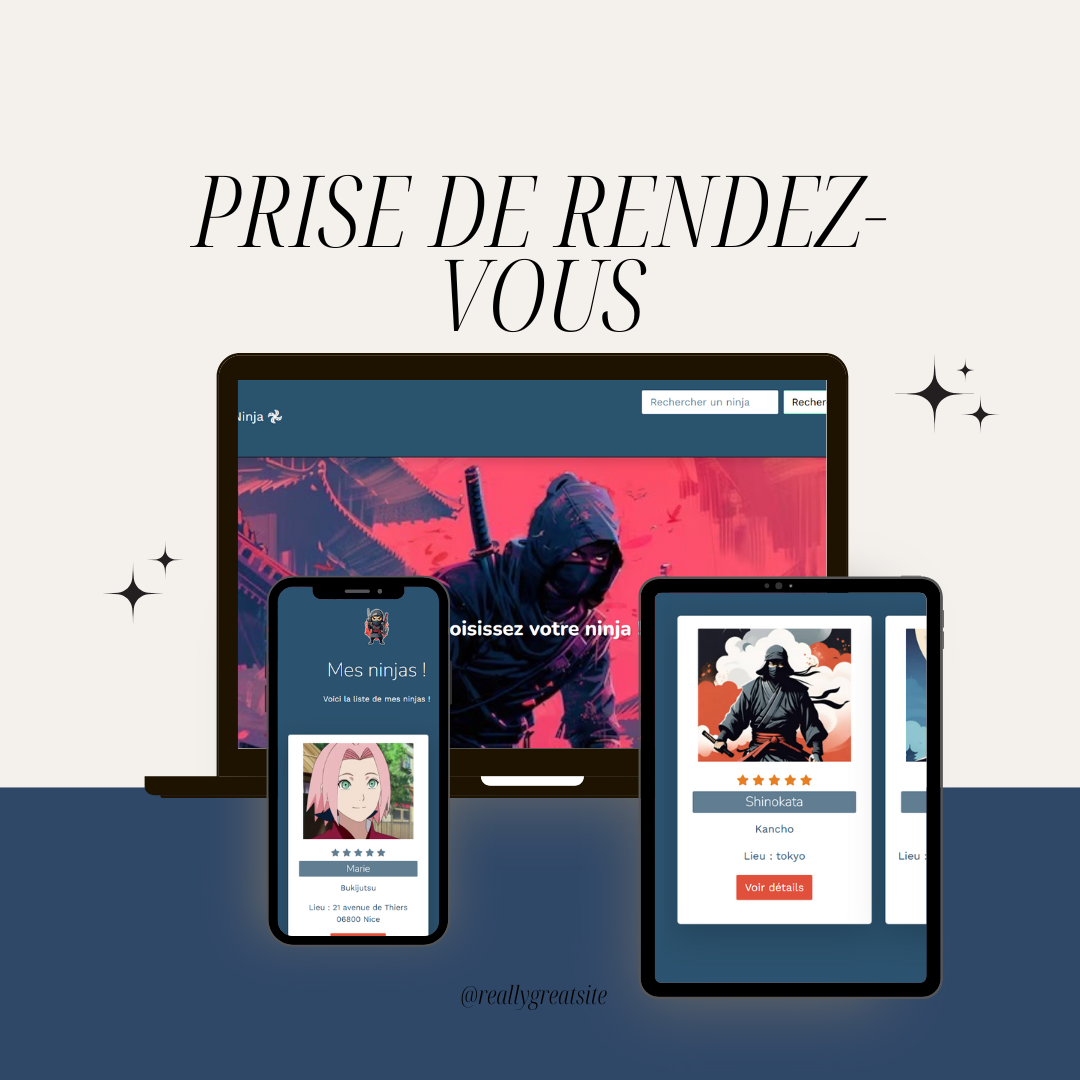 PRISE DE RENDEZ-
VOUS
Ninja
Rechercher un ninja
Recher
oisissez votre ninja
Mes ninjas !
Voici la liste de mes ninjas !
Marie
Bukijutsu
Lieu : 21 avenue de Thiers
06800 Nice
Shinokata
Kancho
Lieu : tokyo
Voir détails
Lieu :
@reallygreatsite